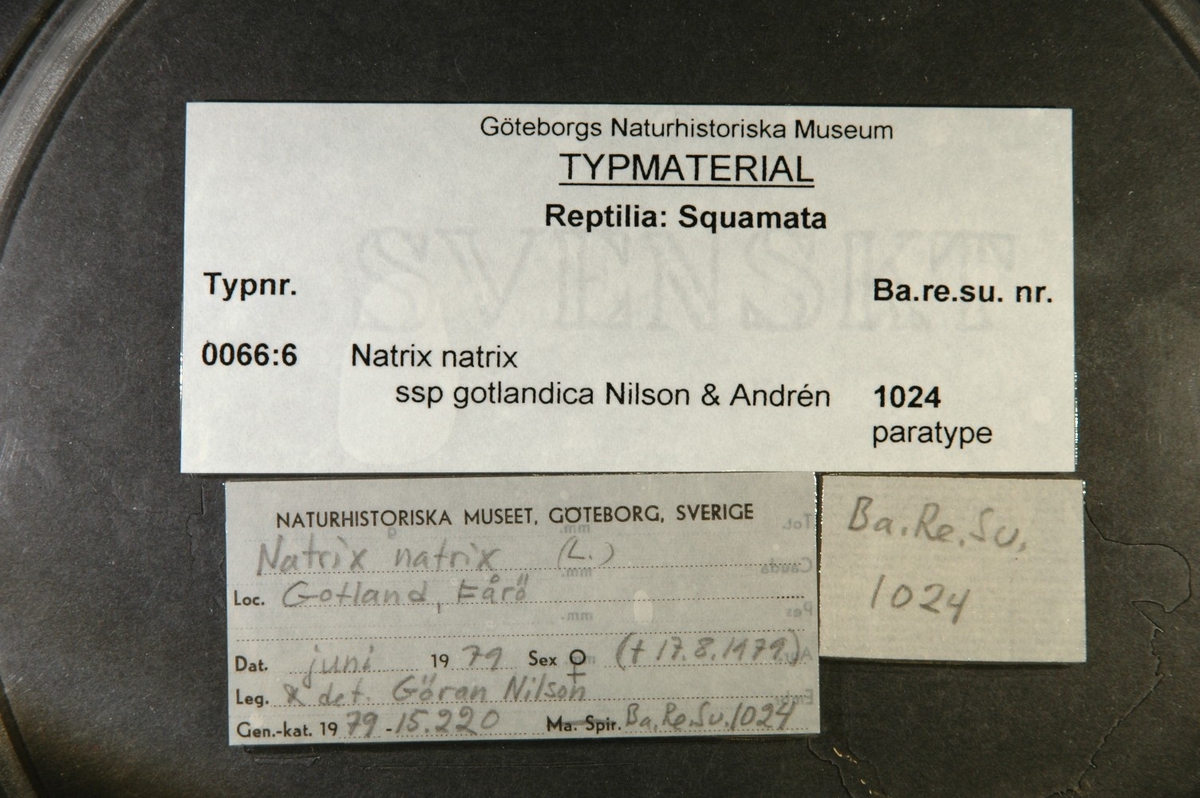 Göteborgs Naturhistoriska Museum
TYPMATERIAL
Reptilia: Squamata
SVENSKT
Typnr. Ba.re.su. nr.
0066:6 Natrix natrix
ssp gotlandica Nilson & Andrén 1024
paratype
NATURHISTORISKA MUSEET, GÖTEBORG, SVERIGE
Natrix natrix (L.)
Loc. Gotland, Fårö
Dat. juni 1979 Sex ♀ († 17.8.1979)
Leg. & det. Göran Nilson
Gen.-kat. 1979-15.220 Ma. Spir. Ba.Re.Su.1024
Ba.Re.Su.
1024